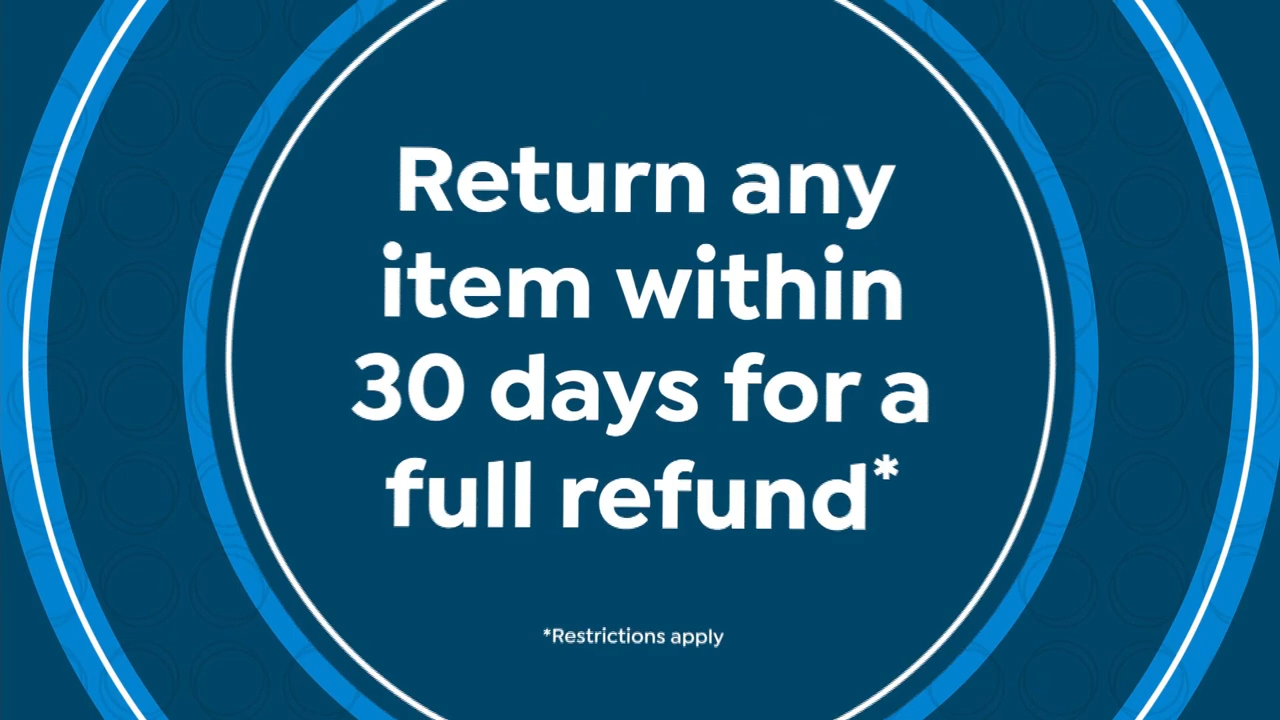 Return any
item within
30 days for a
full refund*
*Restrictions apply